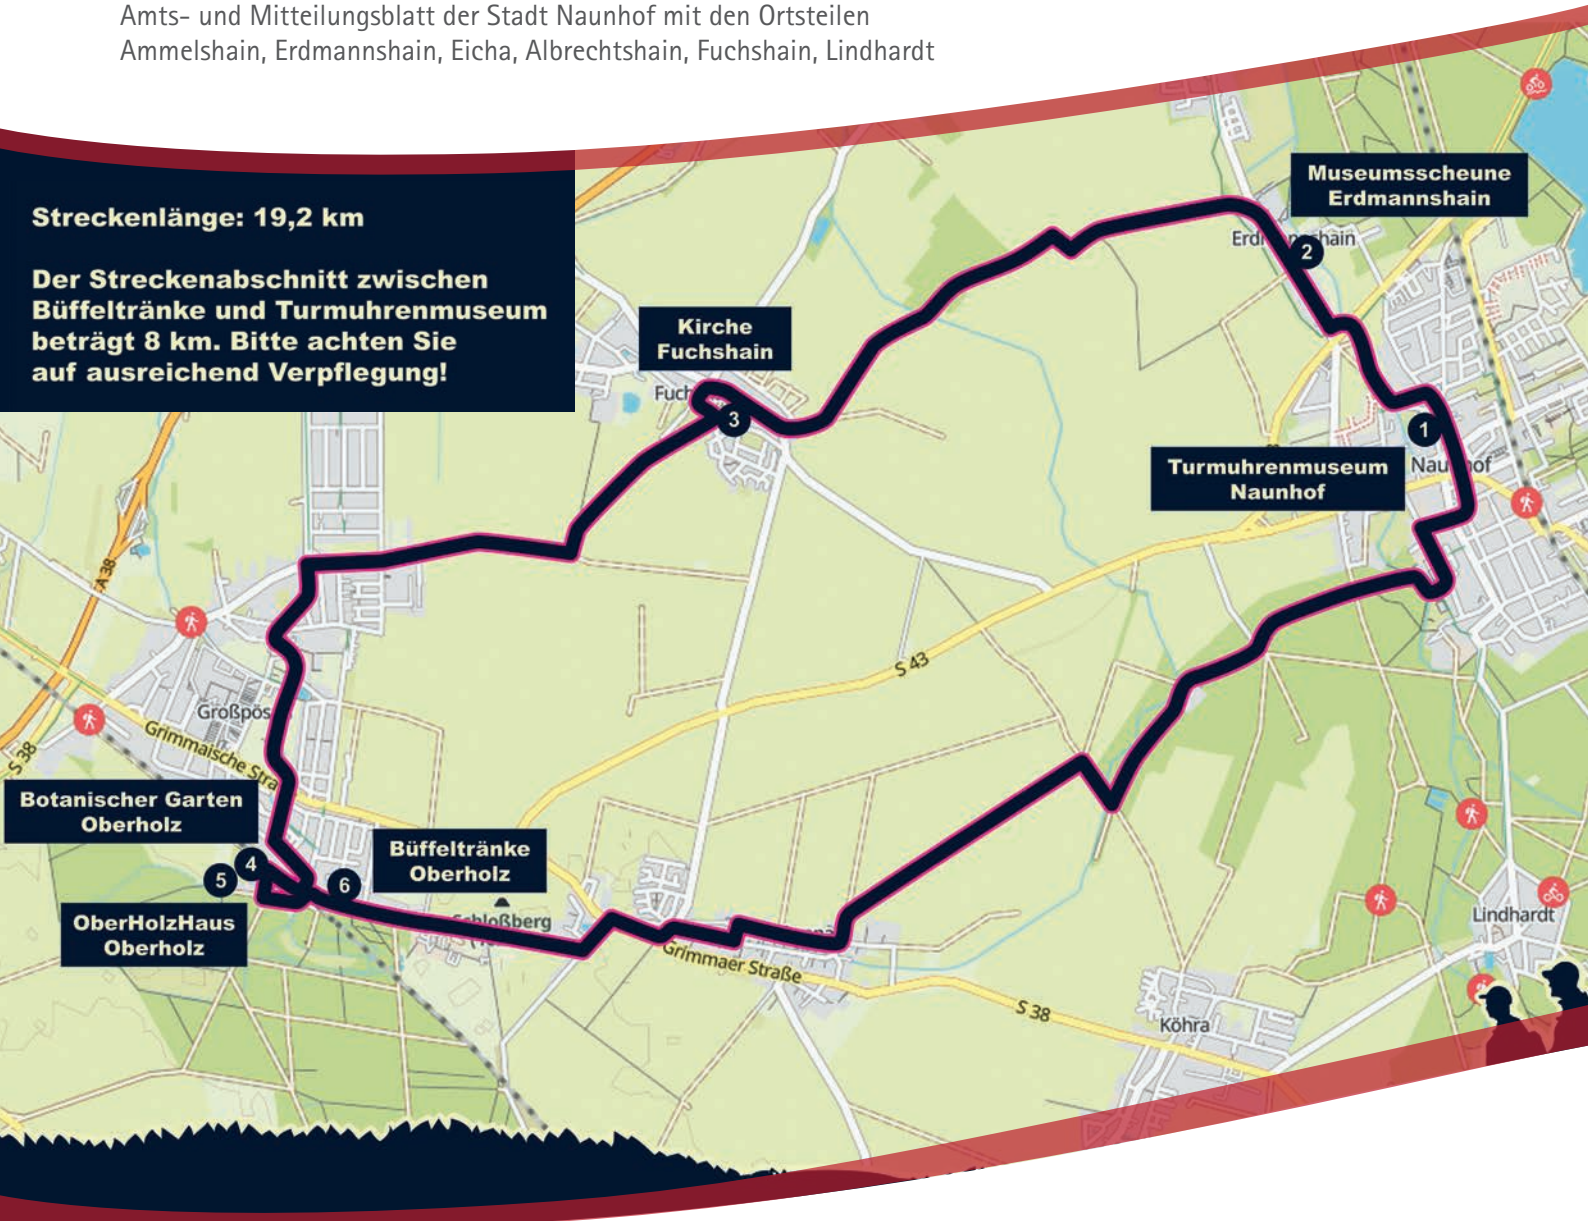 Amts- und Mitteilungsblatt der Stadt Naunhof mit den Ortsteilen
Ammelshain, Erdmannshain, Eicha, Albrechtshain, Fuchshain, Lindhardt
Streckenlänge: 19,2 km
Der Streckenabschnitt zwischen
Büffeltränke und Turmuhrenmuseum
beträgt 8 km. Bitte achten Sie
auf ausreichend Verpflegung!
Museumsscheune
Erdmannshain
2
Kirche
Fuchshain
Fuch
3
1
Turmuhrenmuseum
Naunhof
A 38
S 43
Großpös
Grimmaische Stra
S 38
Botanischer Garten
Oberholz
4
5
6
Büffeltränke
Oberholz
OberHolzHaus
Oberholz
Schloßberg
Grimmaer Straße
S 38
Köhra
Lindhardt